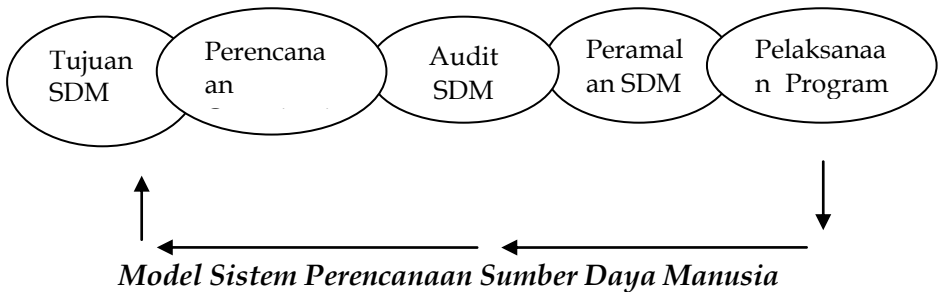 Tujuan
SDM
Perencana
an
Audit
SDM
Peramal
an SDM
Pelaksanaa
n Program
Model Sistem Perencanaan Sumber Daya Manusia